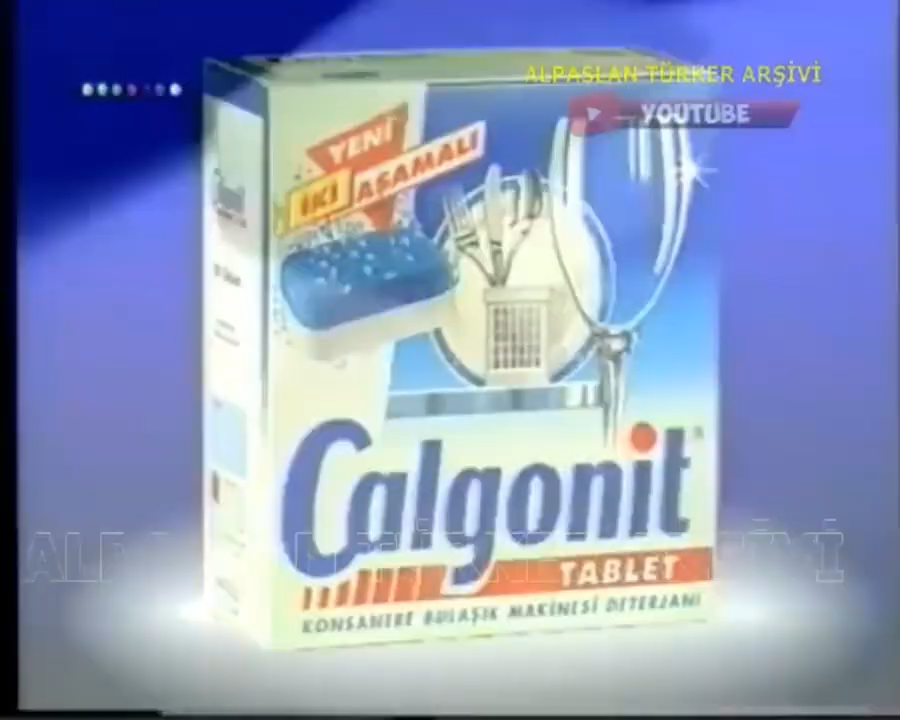 ALPASLAN TÜRKER ARŞİVİ
YOUTUBE
YENİ
İKİ AŞAMALI
Calgonit
TABLET
KONSANTRE BULAŞIK MAKİNESİ DETERJANI